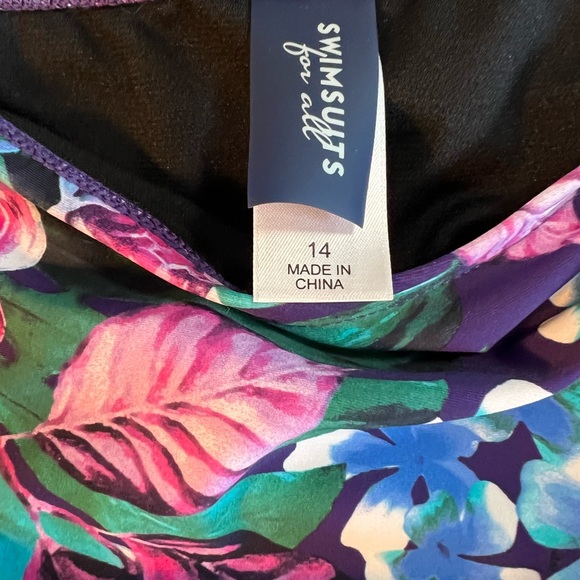 SWIMSUITS
for all
14
MADE IN
CHINA